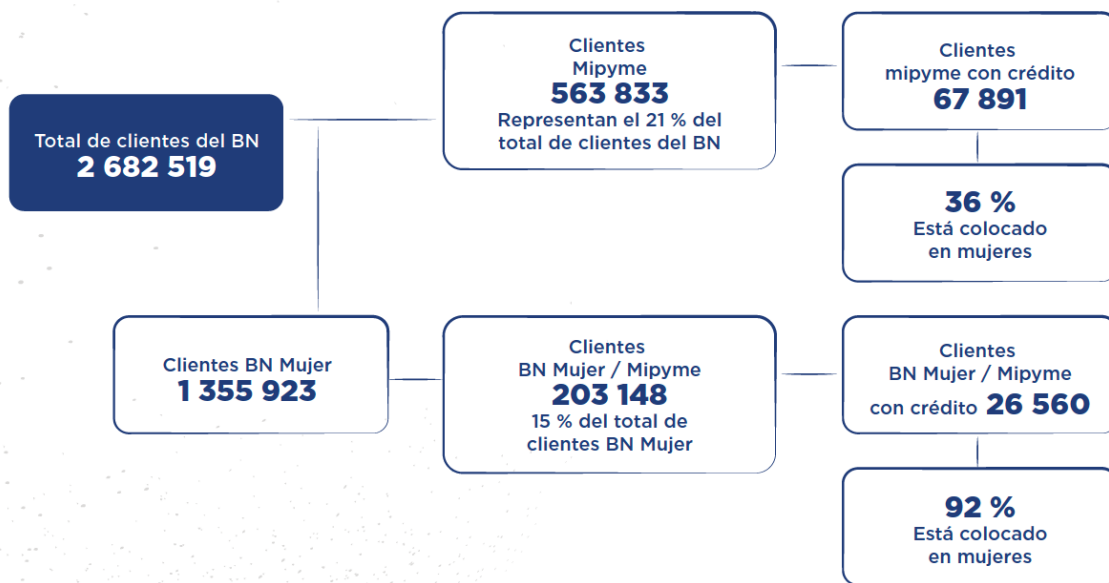 Total de clientes del BN
2 682 519
Clientes
Mipyme
563 833
Representan el 21 % del
total de clientes del BN
Clientes
mipyme con crédito
67 891
36 %
Está colocado
en mujeres
Clientes BN Mujer
1 355 923
Clientes
BN Mujer / Mipyme
203 148
15 % del total de
clientes BN Mujer
Clientes
BN Mujer / Mipyme
con crédito 26 560
92 %
Está colocado
en mujeres